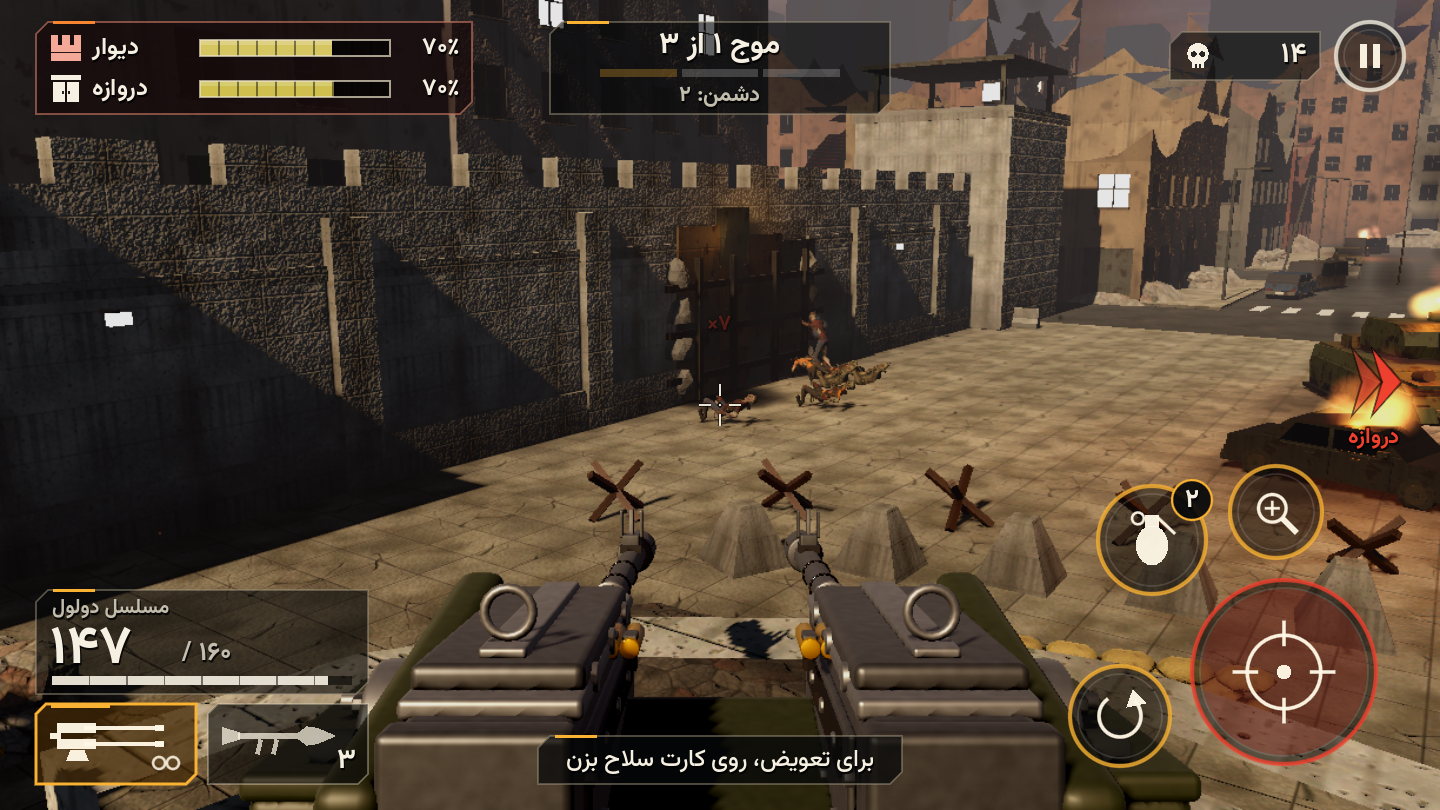 دیوار ۷۰٪
دروازه ۷۰٪
موج ۱ از ۳
دشمن: ۲
۱۴
×۷
دروازه
۲
مسلسل دولول
۱۴۷ / ۱۶۰
∞
۳
برای تعویض، روی کارت سلاح بزن